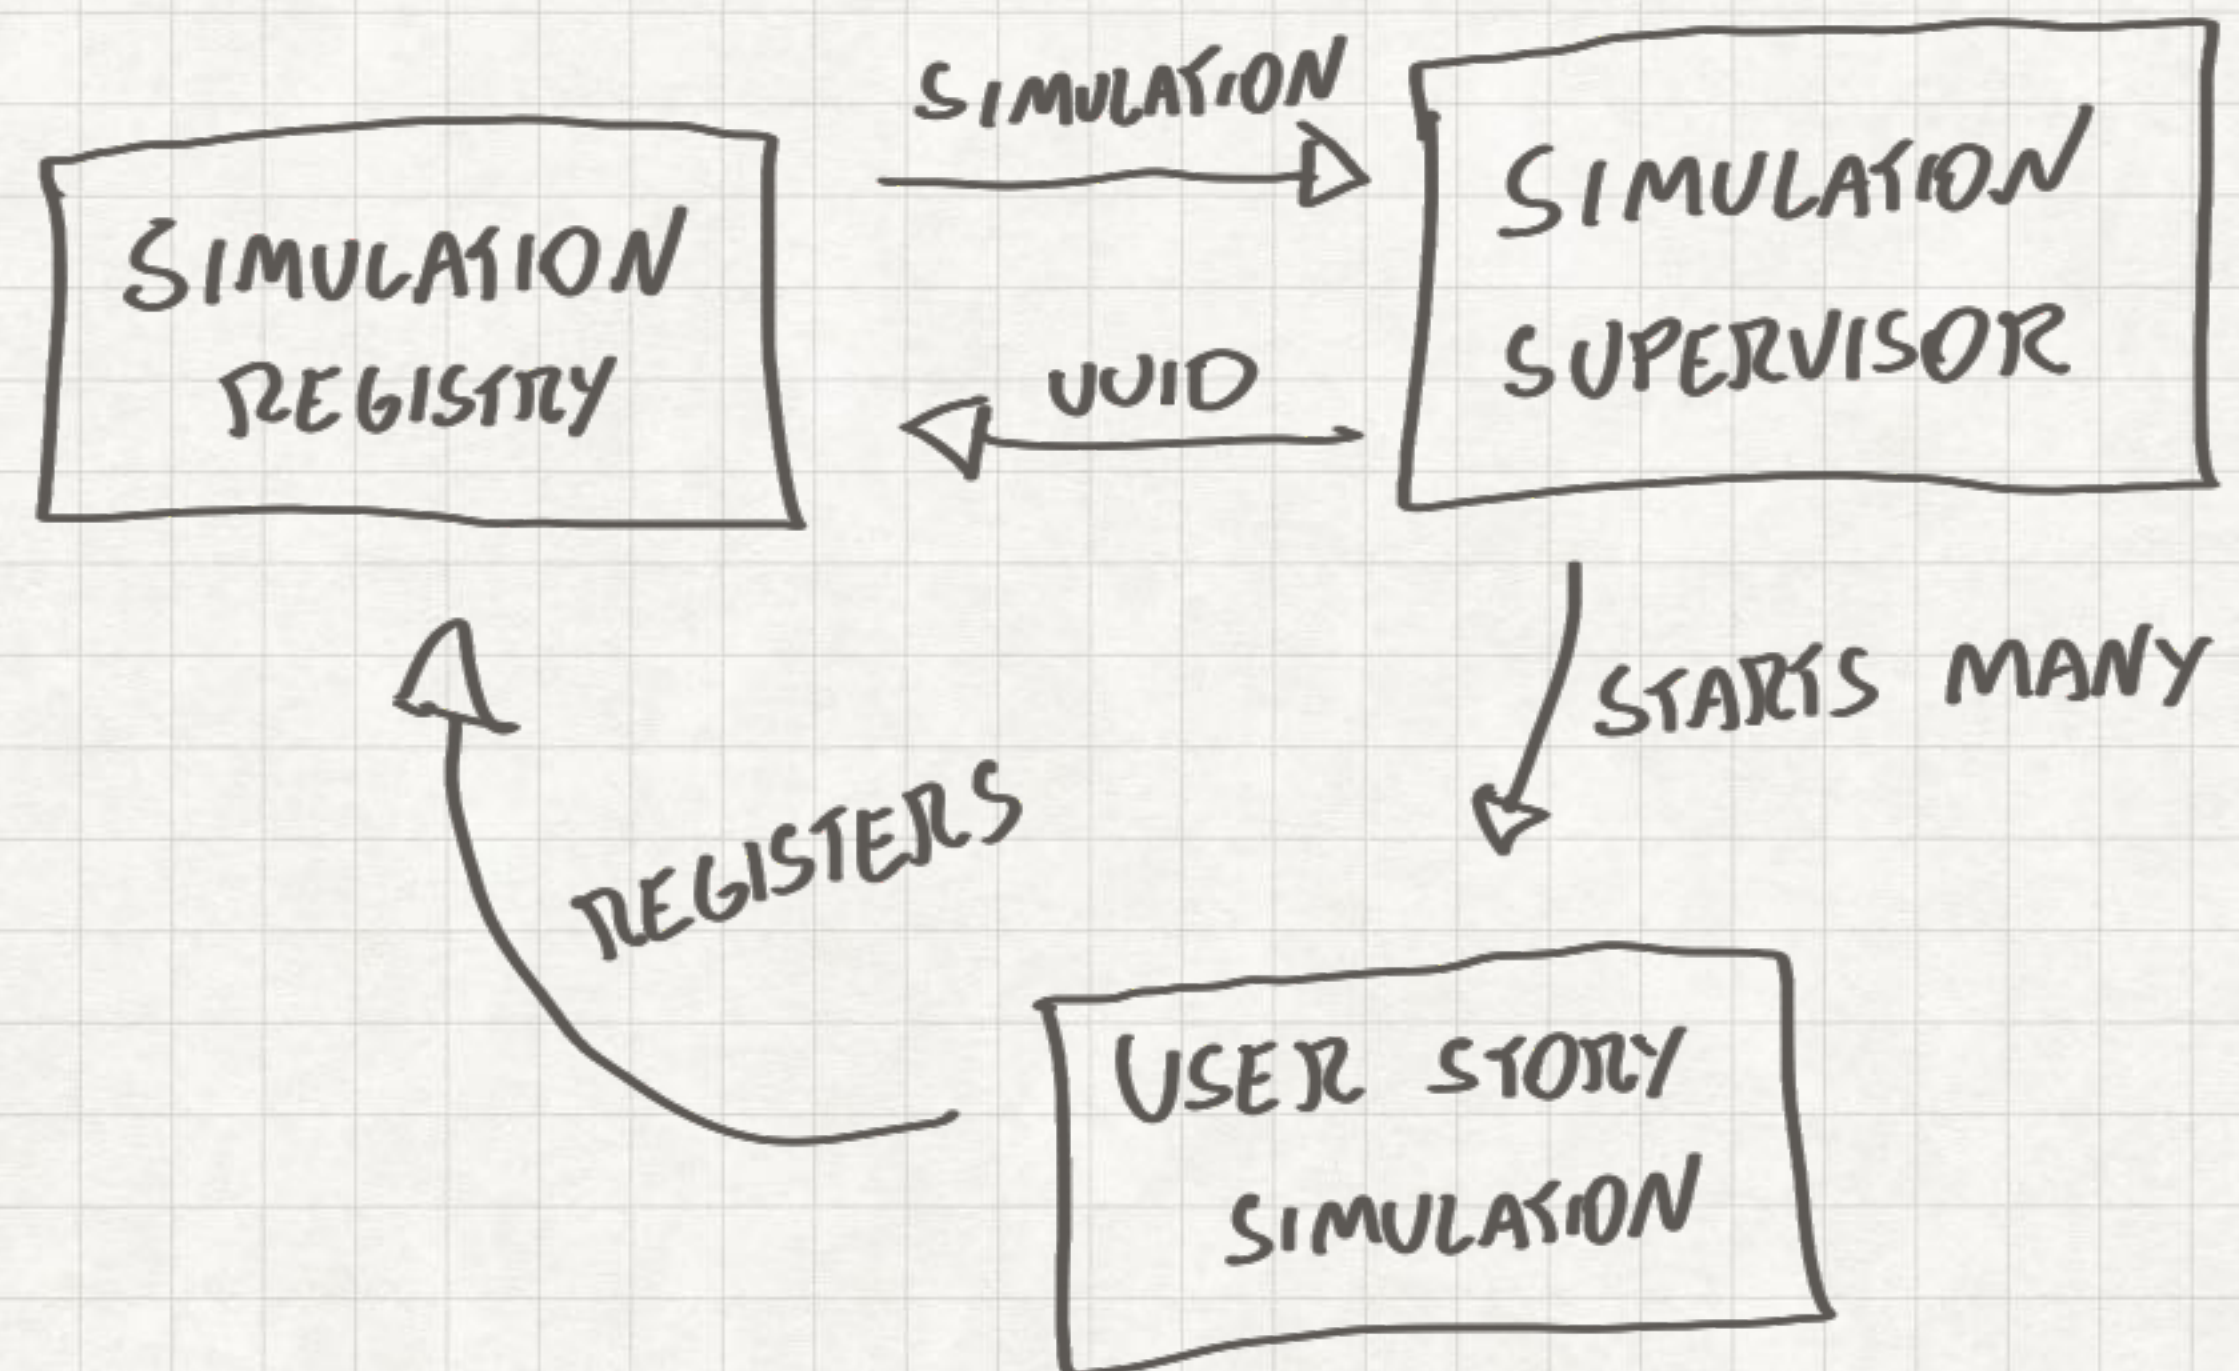 SIMULATION
SIMULATION
REGISTRY
SIMULATION
SUPERVISOR
UUID
STARTS MANY
REGISTERS
USER STORY
SIMULATION